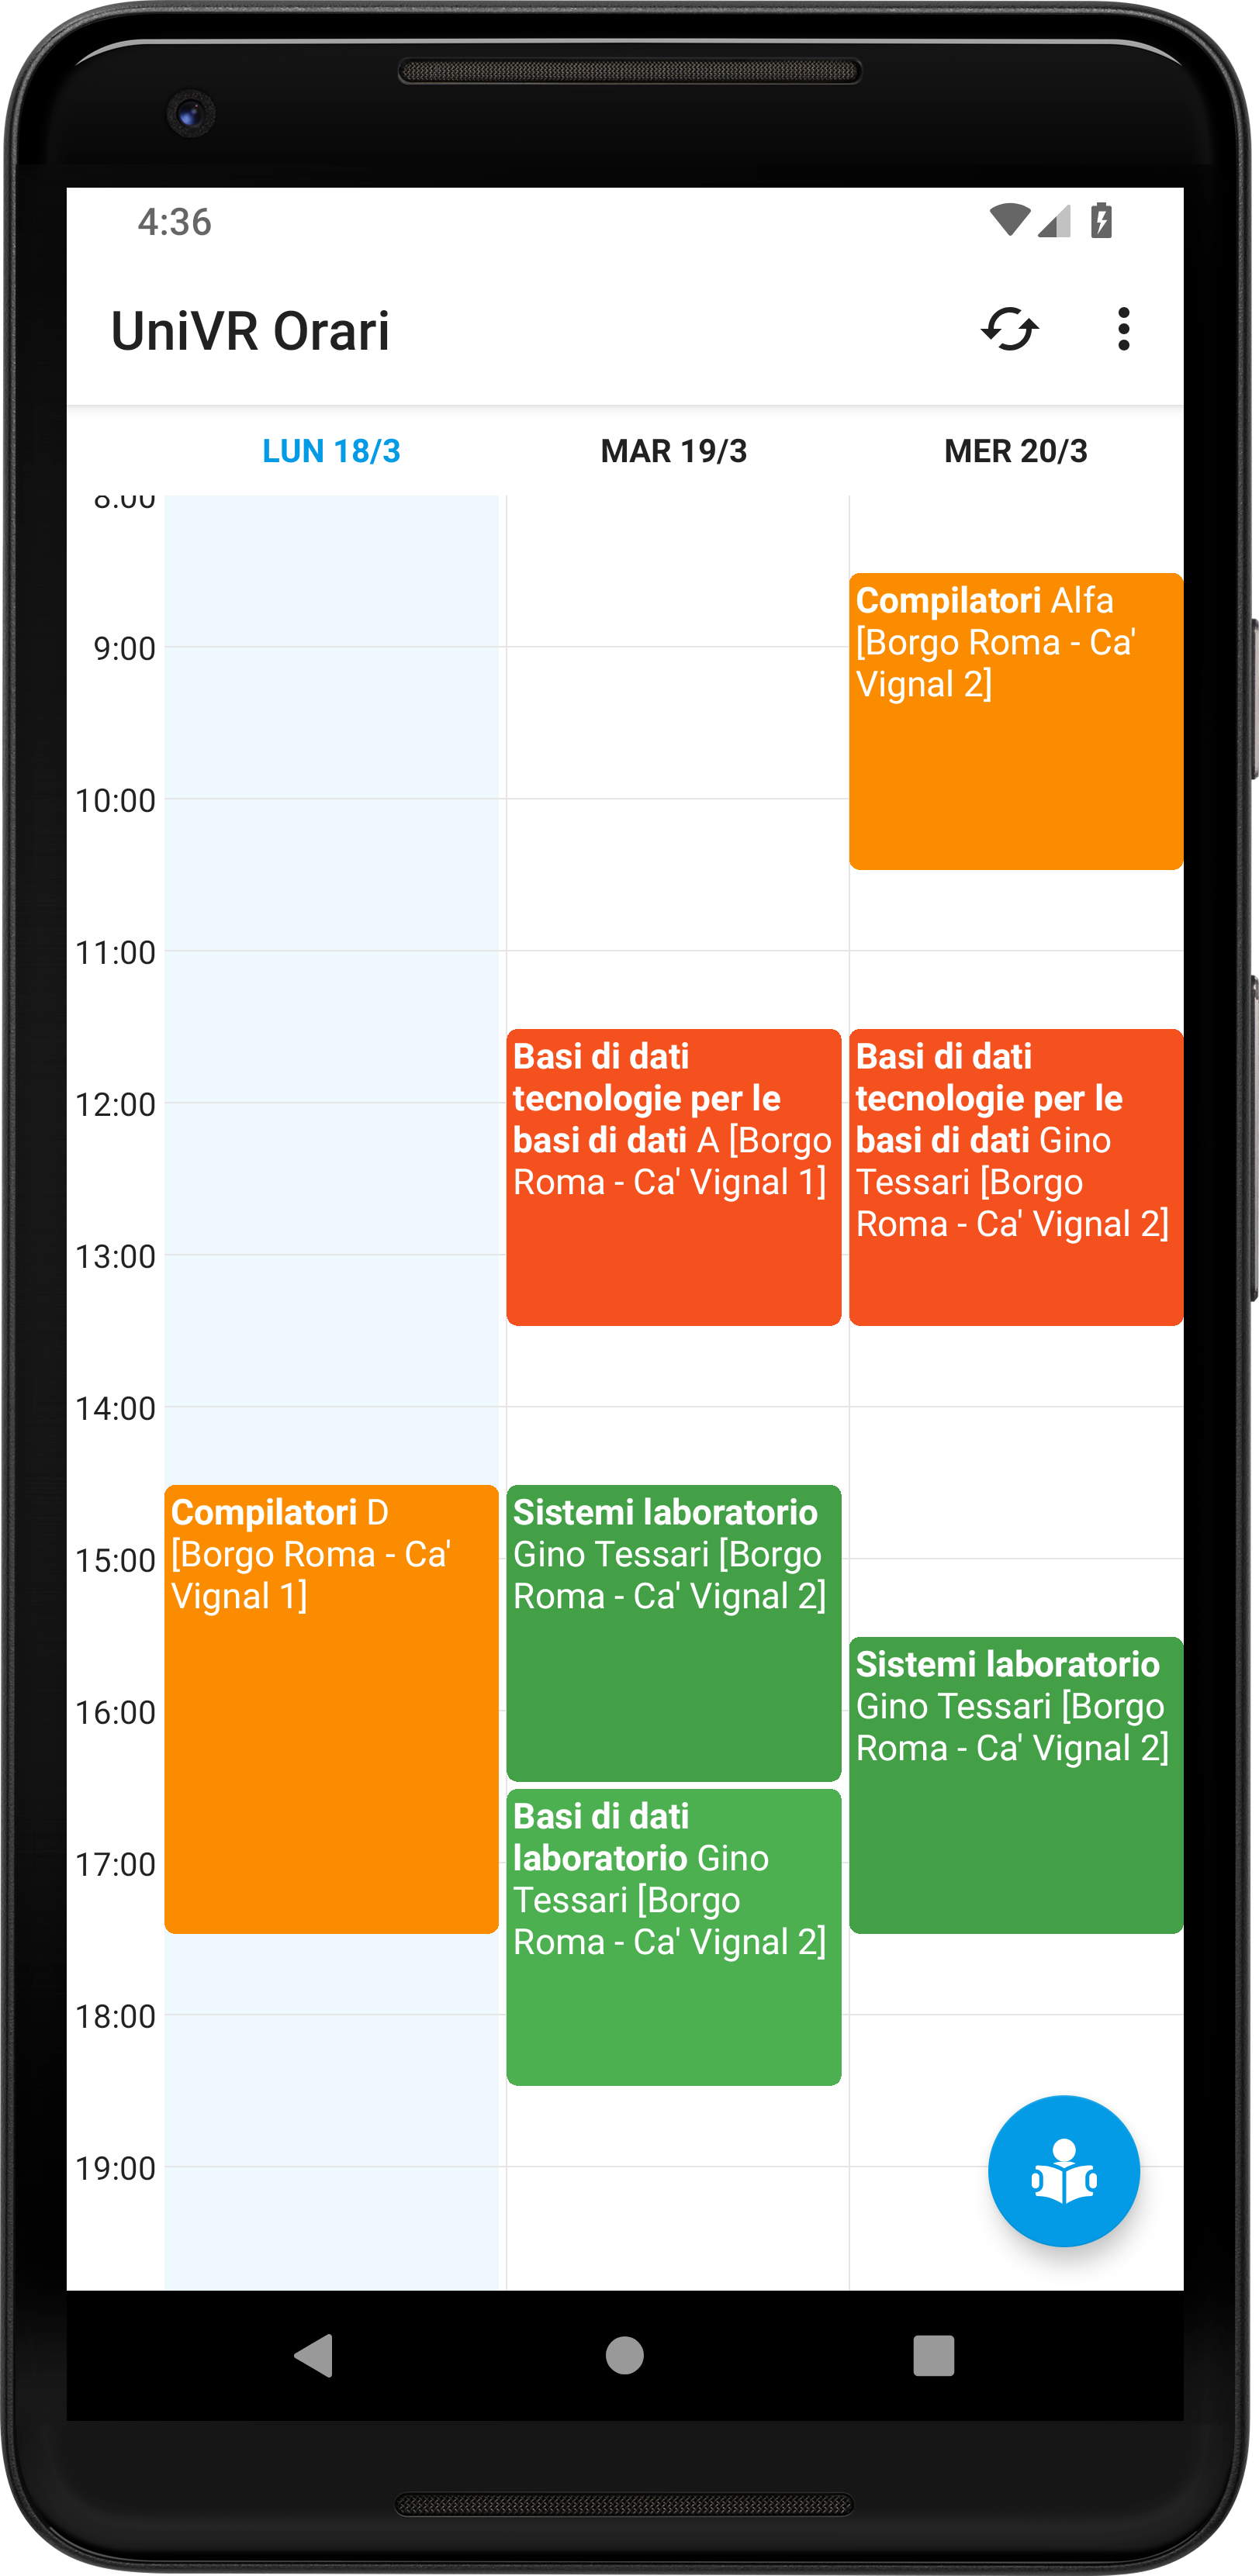 4:36
UniVR Orari
LUN 18/3
MAR 19/3
MER 20/3
8:00
9:00
10:00
11:00
12:00
13:00
14:00
15:00
16:00
17:00
18:00
19:00
Compilatori D
[Borgo Roma - Ca'
Vignal 1]
Basi di dati
tecnologie per le
basi di dati A [Borgo
Roma - Ca' Vignal 1]
Sistemi laboratorio
Gino Tessari [Borgo
Roma - Ca' Vignal 2]
Basi di dati
laboratorio Gino
Tessari [Borgo
Roma - Ca' Vignal 2]
Compilatori Alfa
[Borgo Roma - Ca'
Vignal 2]
Basi di dati
tecnologie per le
basi di dati Gino
Tessari [Borgo
Roma - Ca' Vignal 2]
Sistemi laboratorio
Gino Tessari [Borgo
Roma - Ca' Vignal 2]